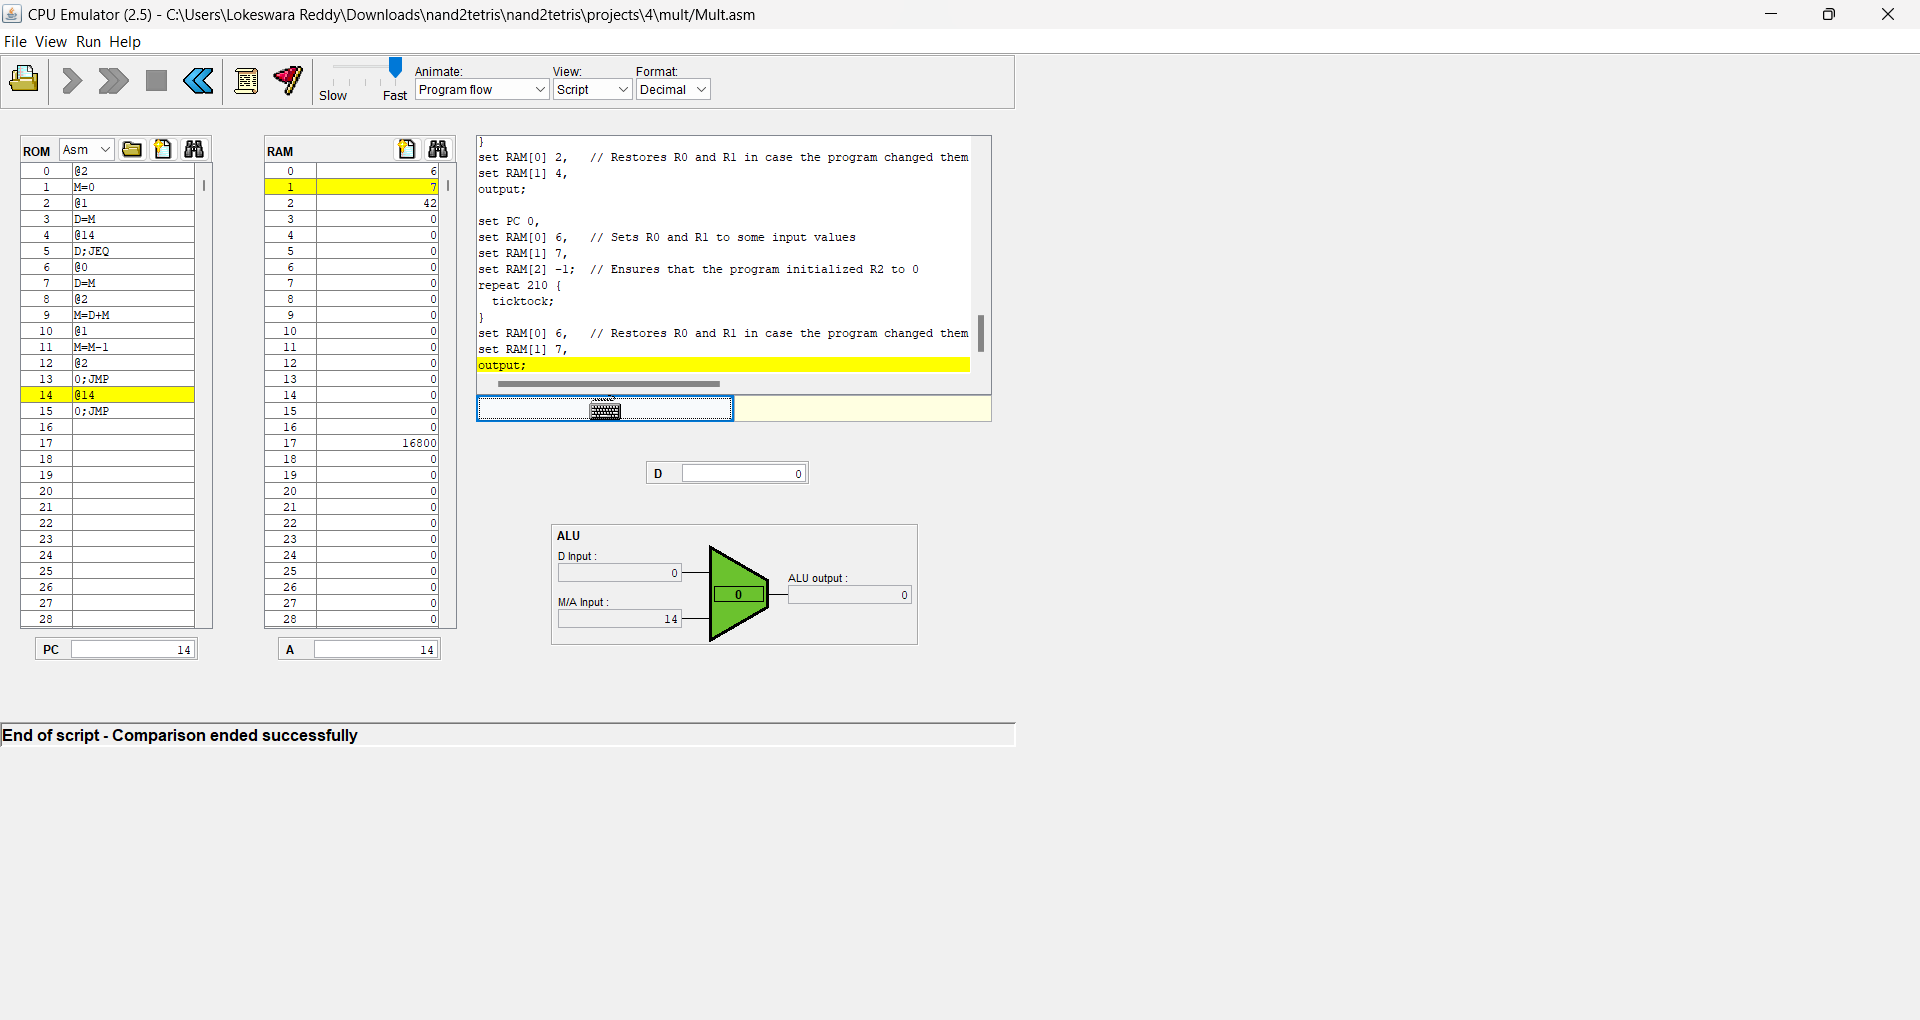 CPU Emulator (2.5) - C:\Users\Lokeswara Reddy\Downloads\nand2tetris\nand2tetris\projects\4\mult/Mult.asm
File View Run Help
Slow Fast
Animate:
Program flow
View:
Script
Format:
Decimal
ROM Asm
0 @2
1 M=0
2 @1
3 D=M
4 @14
5 D;JEQ
6 @0
7 D=M
8 @2
9 M=D+M
10 @1
11 M=M-1
12 @2
13 0;JMP
14 @14
15 0;JMP
16
17
18
19
20
21
22
23
24
25
26
27
28
PC 14
RAM
0 6
1 7
2 42
3 0
4 0
5 0
6 0
7 0
8 0
9 0
10 0
11 0
12 0
13 0
14 0
15 0
16 0
17 16800
18 0
19 0
20 0
21 0
22 0
23 0
24 0
25 0
26 0
27 0
28 0
A 14
}
set RAM[0] 2, // Restores R0 and R1 in case the program changed them
set RAM[1] 4,
output;
set PC 0,
set RAM[0] 6, // Sets R0 and R1 to some input values
set RAM[1] 7,
set RAM[2] -1; // Ensures that the program initialized R2 to 0
repeat 210 {
ticktock;
}
set RAM[0] 6, // Restores R0 and R1 in case the program changed them
set RAM[1] 7,
output;
D 0
ALU
D Input :
0
M/A Input :
14
0
ALU output :
0
End of script - Comparison ended successfully